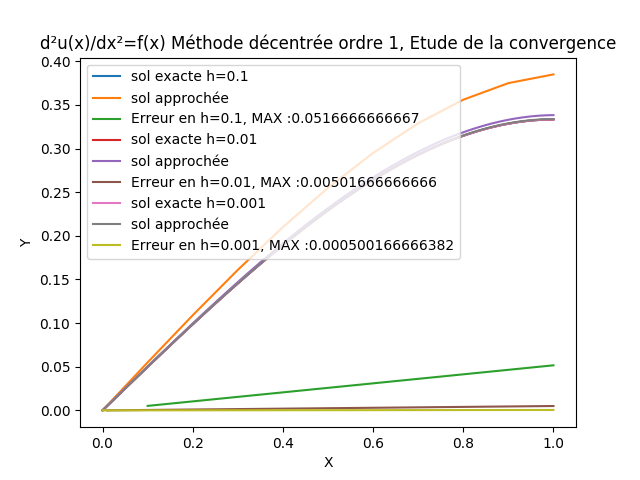 d²u(x)/dx²=f(x) Méthode décentrée ordre 1, Etude de la convergence
sol exacte h=0.1
sol approchée
Erreur en h=0.1, MAX :0.0516666666667
sol exacte h=0.01
sol approchée
Erreur en h=0.01, MAX :0.00501666666666
sol exacte h=0.001
sol approchée
Erreur en h=0.001, MAX :0.000500166666382
0.40
0.35
0.30
0.25
0.20
0.15
0.10
0.05
0.00
Y
0.0 0.2 0.4 0.6 0.8 1.0
X